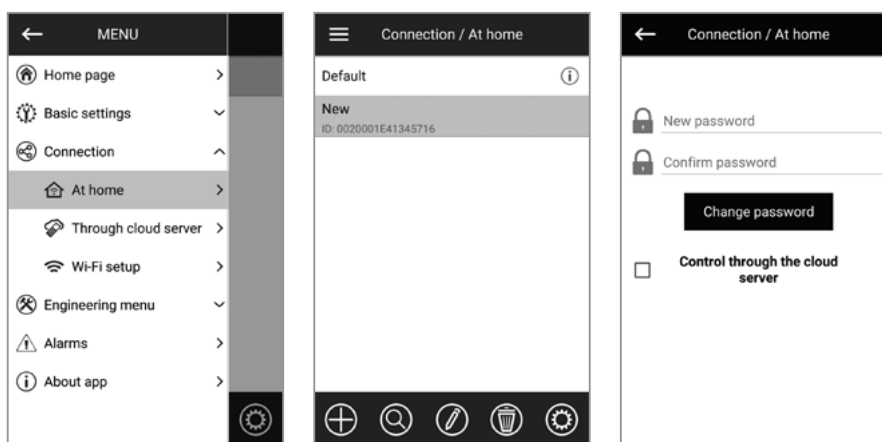 MENU
Home page
Basic settings
Connection
At home
Through cloud server
Wi-Fi setup
Engineering menu
Alarms
About app
Connection / At home
Default
New
ID: 0020001E41345716
Connection / At home
New password
Confirm password
Change password
Control through the cloud
server